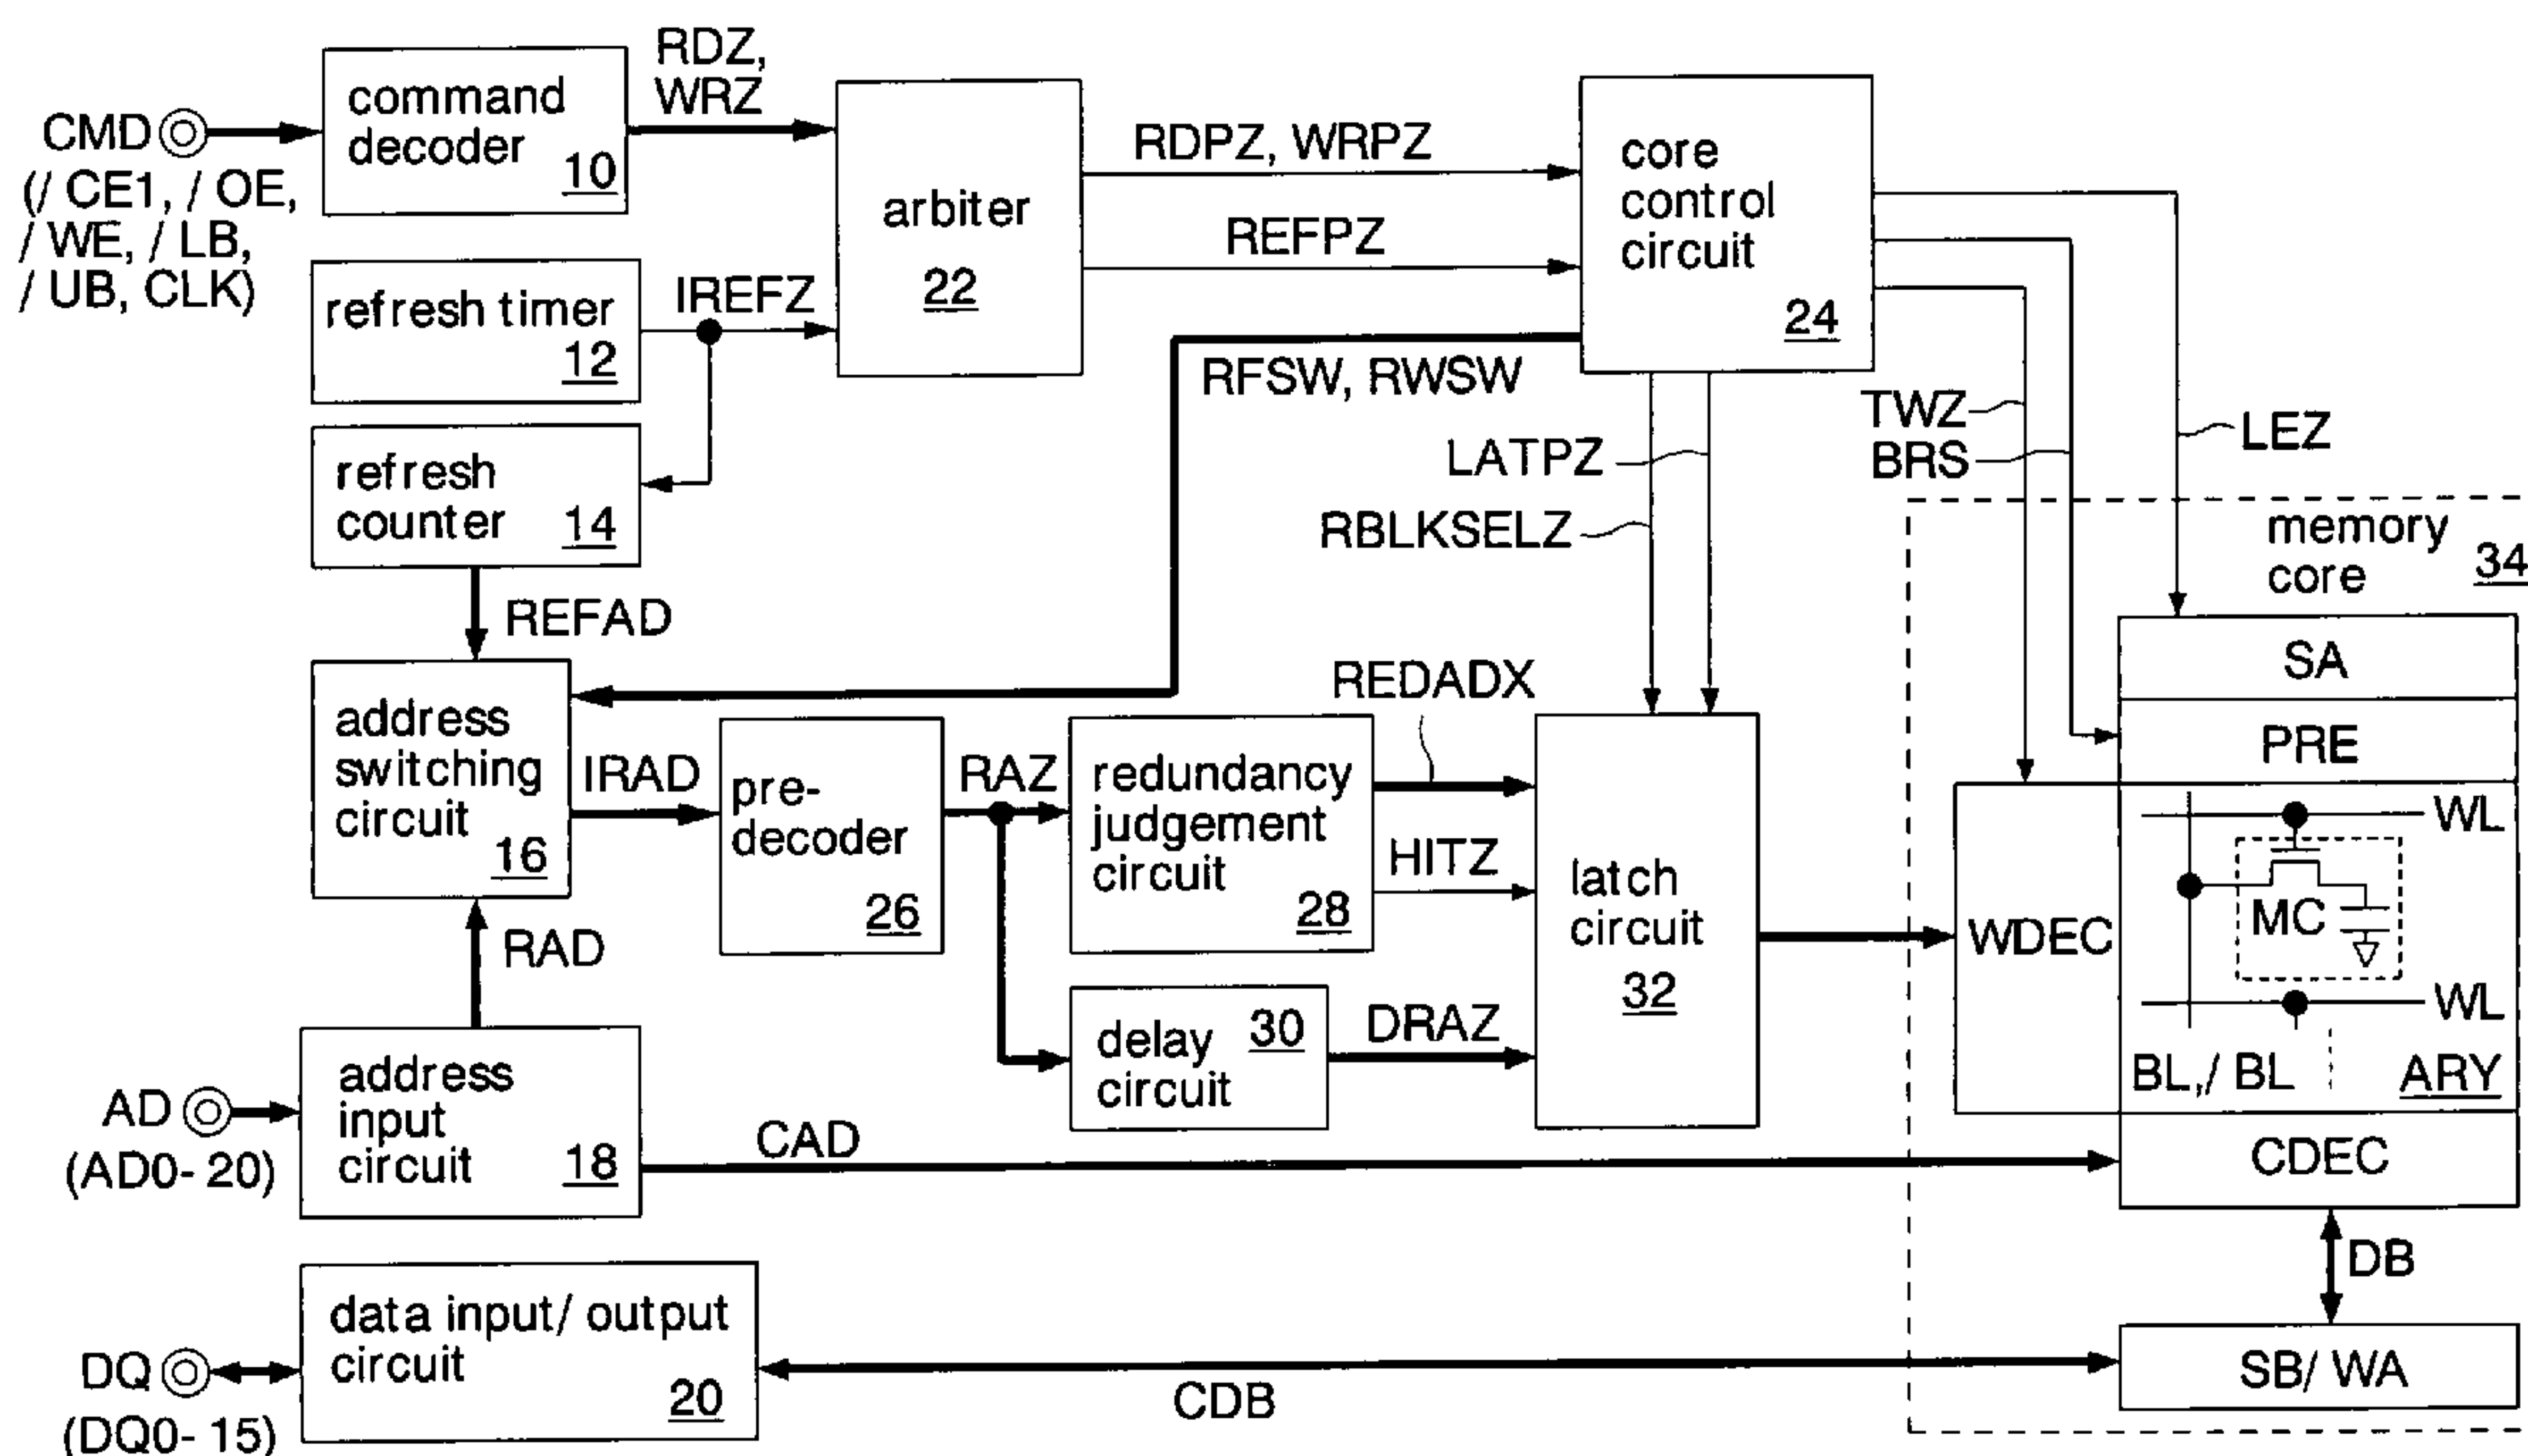 CMD
(/ CE1, / OE,
/ WE, / LB,
/ UB, CLK)
command
decoder
10
RDZ,
WRZ
refresh timer
12
IREFZ
refresh
counter
14
REFAD
arbiter
22
RDPZ, WRPZ
REFPZ
RFSW, RWSW
core
control
circuit
24
LATPZ
RBLKSELZ
TWZ
BRS
LEZ
memory
core
34
address
switching
circuit
16
IRAD
pre-
decoder
26
RAZ
redundancy
judgement
circuit
28
REDADX
HITZ
delay
circuit
30
DRAZ
latch
circuit
32
RAD
AD
(AD0- 20)
address
input
circuit
18
CAD
DQ
(DQ0- 15)
data input/ output
circuit
20
CDB
SA
PRE
WDEC
WL
MC
WL
BL,/ BL
ARY
CDEC
DB
SB/ WA